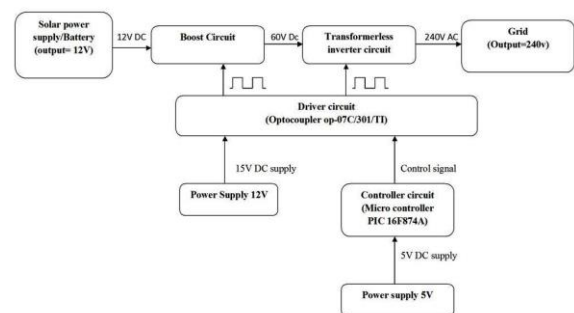 Solar power
supply/Battery
(output= 12V)
12V DC
Boost Circuit
60V Dc
Transformerless
inverter circuit
240V AC
Grid
(Output=240v)
Driver circuit
(Optocoupler op-07C/301/TI)
15V DC supply
Control signal
Power Supply 12V
Controller circuit
(Micro controller
PIC 16F874A)
5V DC supply
Power supply 5V